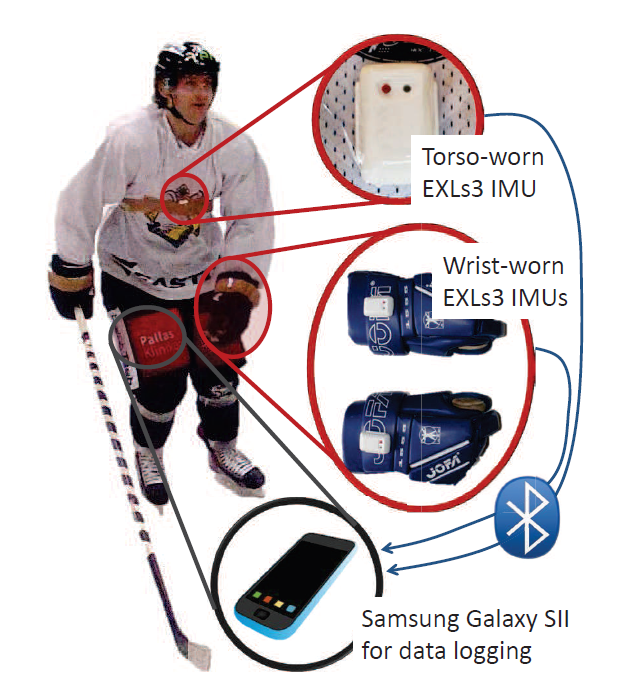 Torso-worn
EXLs3 IMU
Wrist-worn
EXLs3 IMUs
JOFA
JOFA
Pallas
Samsung Galaxy SII
for data logging